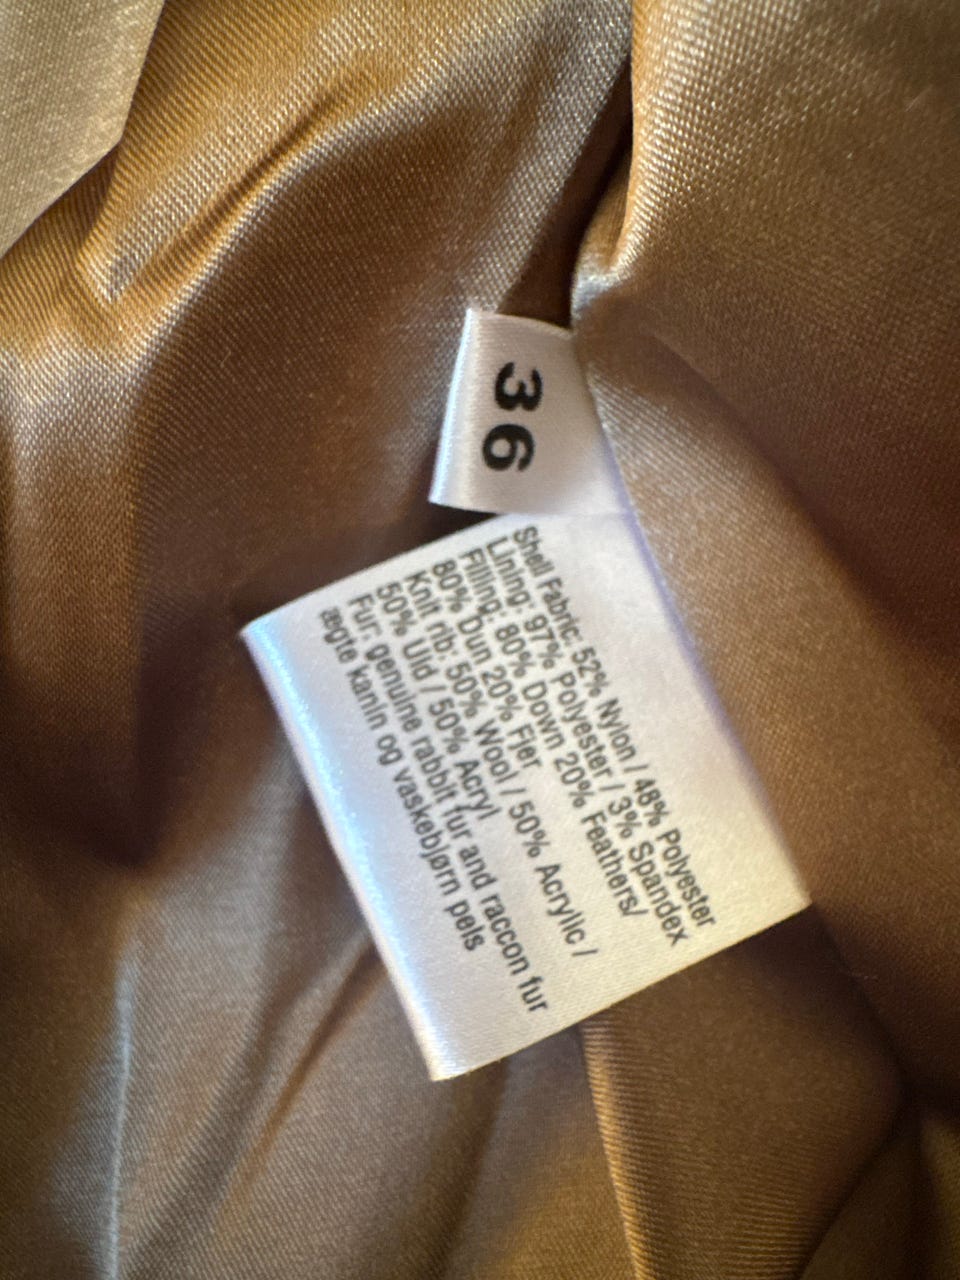 36
Shell Fabric: 52% Nylon / 48% Polyester
Lining: 97% Polyester / 3% Spandex
Filling: 80% Down 20% Feathers/
80% Dun 20% Fjer
Knit rib: 50% Wool / 50% Acrylic /
50% Uld / 50% Acryl
Fur: genuine rabbit fur and raccon fur
ægte kanin og vaskebjørn pels